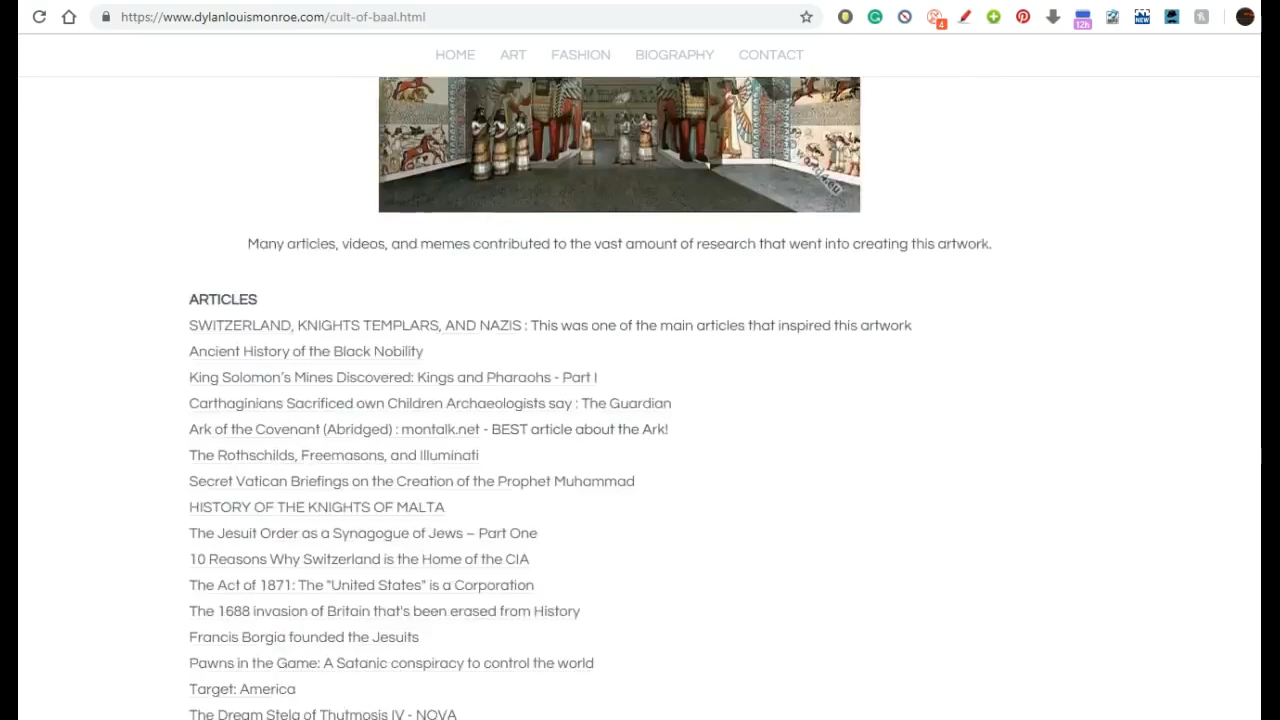 https://www.dylanlouismonroe.com/cult-of-baal.html
4
12h
NEW
HOME ART FASHION BIOGRAPHY CONTACT
Many articles, videos, and memes contributed to the vast amount of research that went into creating this artwork.
ARTICLES
SWITZERLAND, KNIGHTS TEMPLARS, AND NAZIS : This was one of the main articles that inspired this artwork
Ancient History of the Black Nobility
King Solomon's Mines Discovered: Kings and Pharaohs - Part I
Carthaginians Sacrificed own Children Archaeologists say : The Guardian
Ark of the Covenant (Abridged) : montalk.net - BEST article about the Ark!
The Rothschilds, Freemasons, and Illuminati
Secret Vatican Briefings on the Creation of the Prophet Muhammad
HISTORY OF THE KNIGHTS OF MALTA
The Jesuit Order as a Synagogue of Jews – Part One
10 Reasons Why Switzerland is the Home of the CIA
The Act of 1871: The "United States" is a Corporation
The 1688 invasion of Britain that's been erased from History
Francis Borgia founded the Jesuits
Pawns in the Game: A Satanic conspiracy to control the world
Target: America
The Dream Stela of Thutmosis IV - NOVA